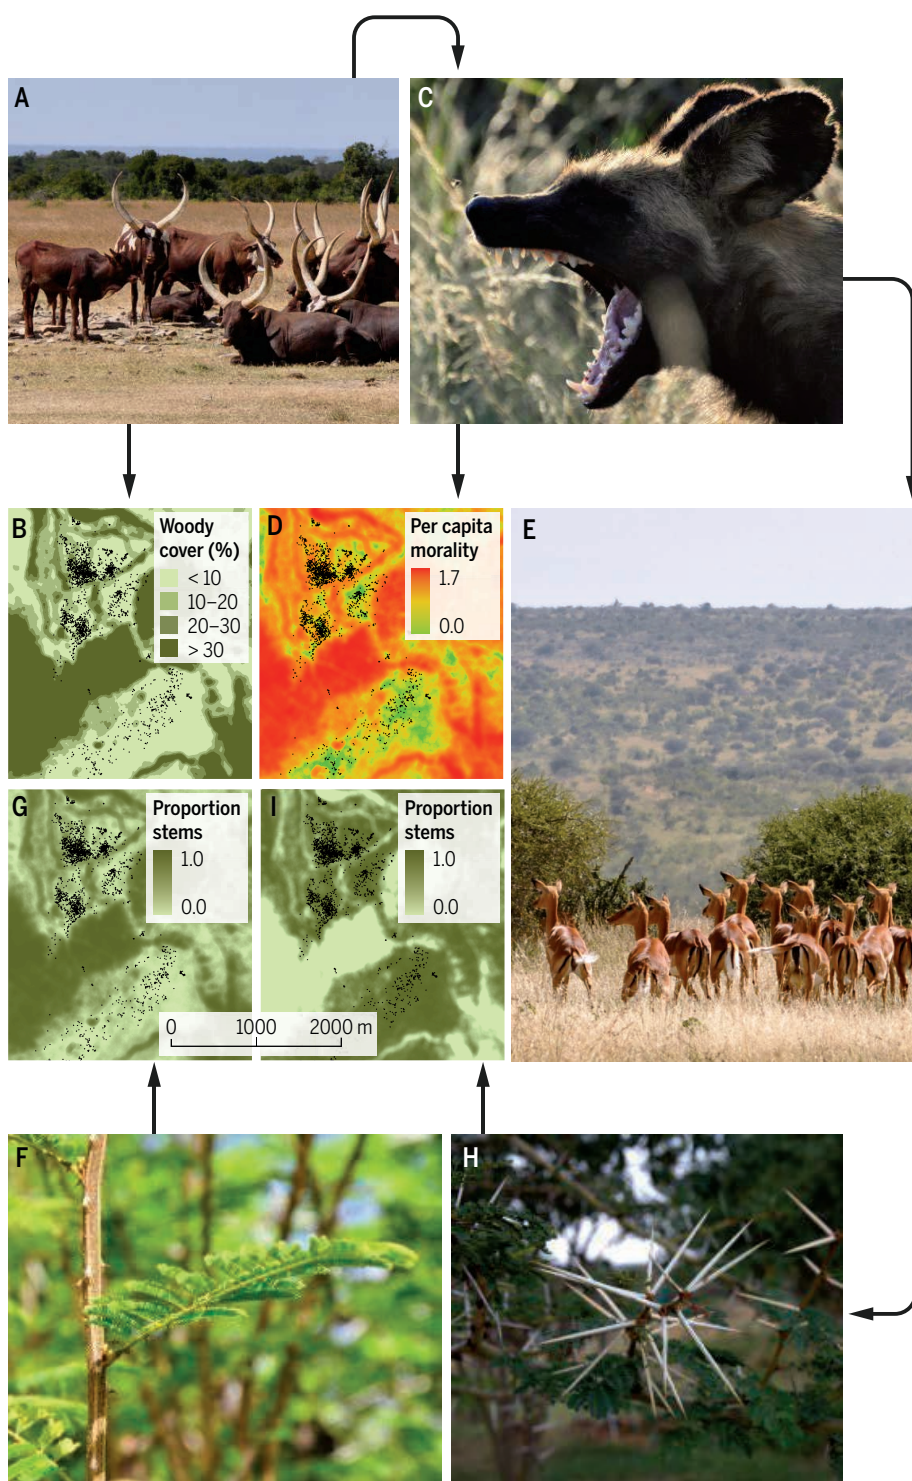 A
C
B
Woody
cover (%)
< 10
10–20
20–30
> 30
D
Per capita
morality
1.7
0.0
E
G
Proportion
stems
1.0
0.0
I
Proportion
stems
1.0
0.0
0 1000 2000 m
F
H